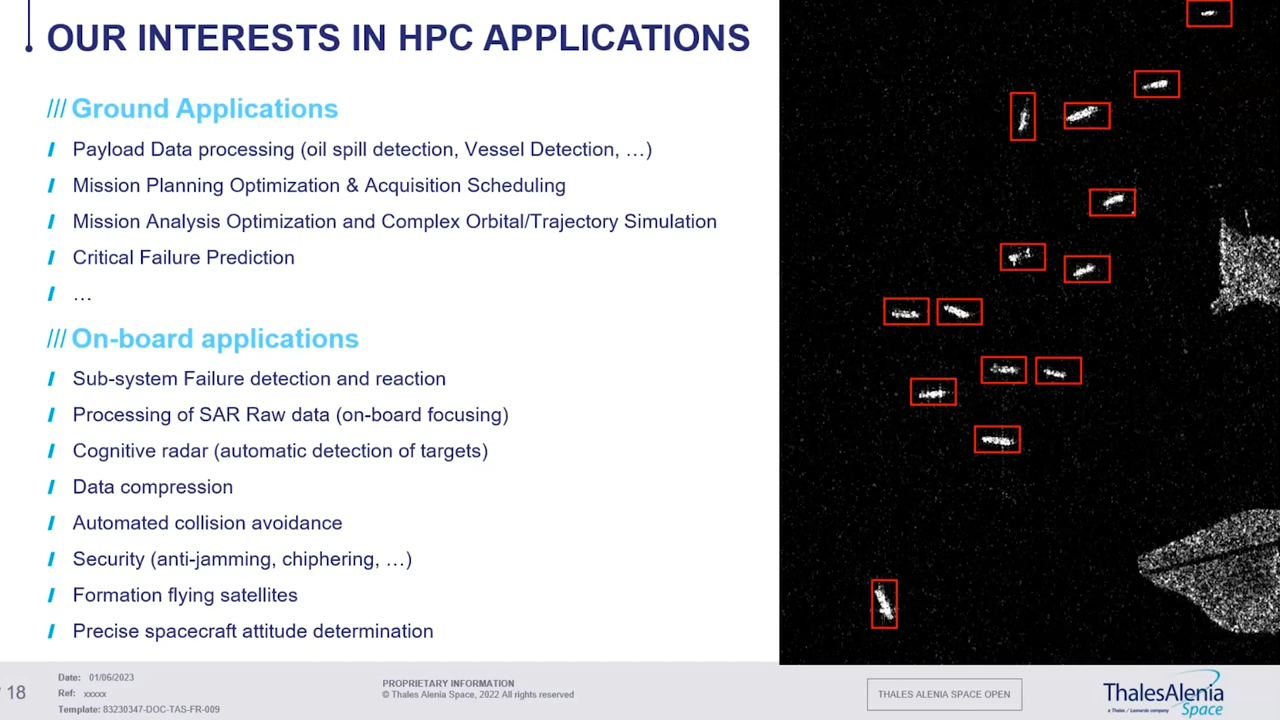 OUR INTERESTS IN HPC APPLICATIONS
/// Ground Applications
Payload Data processing (oil spill detection, Vessel Detection, …)
Mission Planning Optimization & Acquisition Scheduling
Mission Analysis Optimization and Complex Orbital/Trajectory Simulation
Critical Failure Prediction
…
/// On-board applications
Sub-system Failure detection and reaction
Processing of SAR Raw data (on-board focusing)
Cognitive radar (automatic detection of targets)
Data compression
Automated collision avoidance
Security (anti-jamming, chiphering, …)
Formation flying satellites
Precise spacecraft attitude determination
18
Date: 01/06/2023
Ref: xxxxx
Template: 83230347-DOC-TAS-FR-009
PROPRIETARY INFORMATION
© Thales Alenia Space, 2022 All rights reserved
THALES ALENIA SPACE OPEN
ThalesAlenia
a Thales / Leonardo company
Space